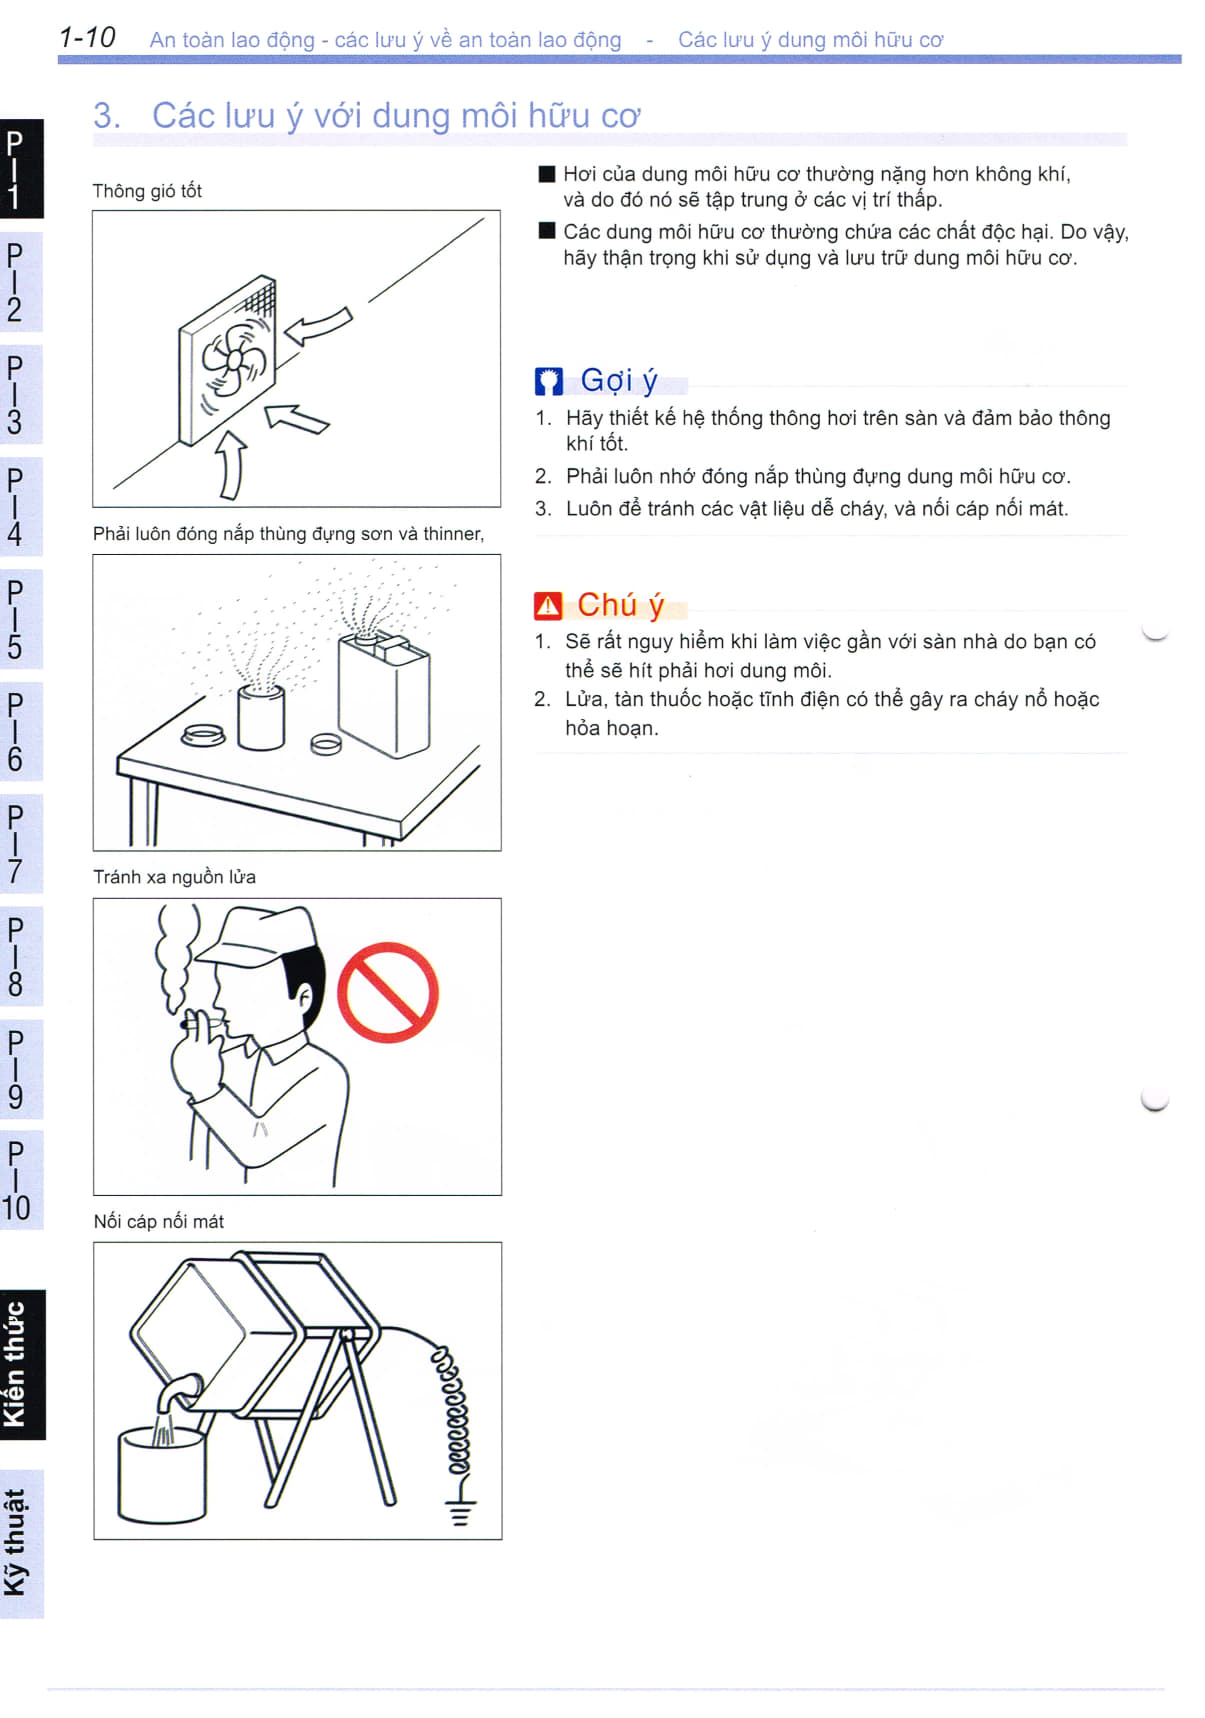 1-10 An toàn lao động - các lưu ý về an toàn lao động - Các lưu ý dung môi hữu cơ
3. Các lưu ý với dung môi hữu cơ
Thông gió tốt
Phải luôn đóng nắp thùng đựng sơn và thinner,
Tránh xa nguồn lửa
Nối cáp nối mát
■ Hơi của dung môi hữu cơ thường nặng hơn không khí,
và do đó nó sẽ tập trung ở các vị trí thấp.
■ Các dung môi hữu cơ thường chứa các chất độc hại. Do vậy,
hãy thận trọng khi sử dụng và lưu trữ dung môi hữu cơ.
Gợi ý
1. Hãy thiết kế hệ thống thông hơi trên sàn và đảm bảo thông
khí tốt.
2. Phải luôn nhớ đóng nắp thùng đựng dung môi hữu cơ.
3. Luôn để tránh các vật liệu dễ cháy, và nối cáp nối mát.
Chú ý
1. Sẽ rất nguy hiểm khi làm việc gần với sàn nhà do bạn có
thể sẽ hít phải hơi dung môi.
2. Lửa, tàn thuốc hoặc tĩnh điện có thể gây ra cháy nổ hoặc
hỏa hoạn.
P-1
P-2
P-3
P-4
P-5
P-6
P-7
P-8
P-9
P-10
Kiến thức
Kỹ thuật